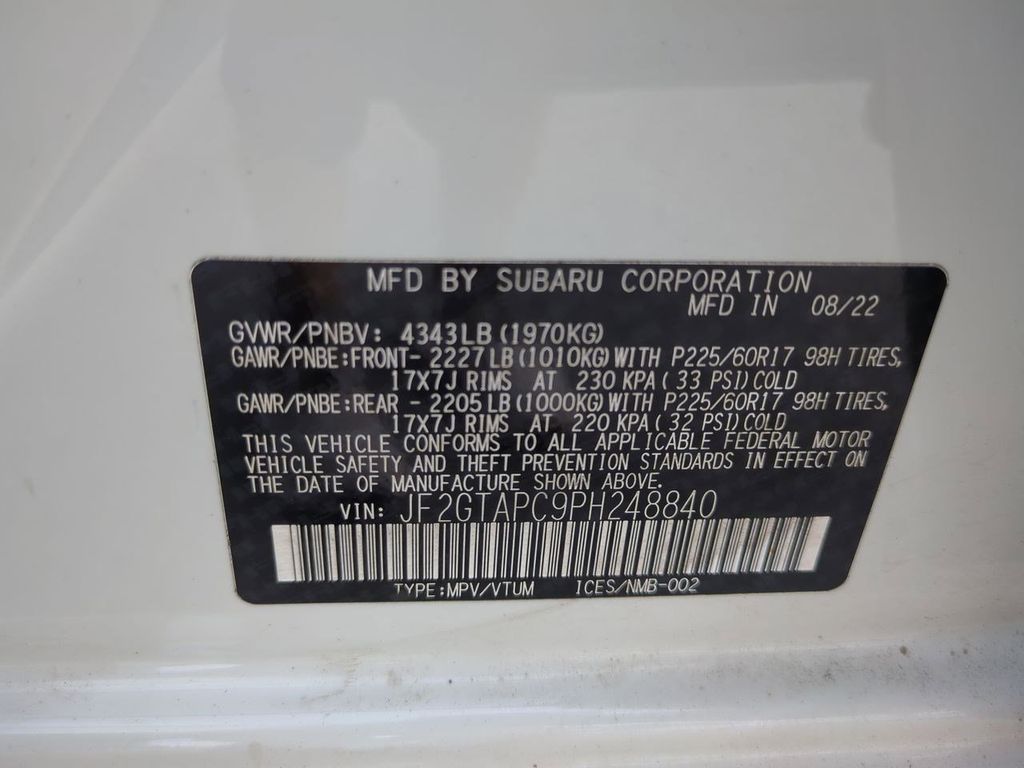 MFD BY SUBARU CORPORATION
MFD IN 08/22
GVWR/PNBV: 4343LB(1970KG)
GAWR/PNBE:FRONT- 2227LB(1010KG)WITH P225/60R17 98H TIRES,
17X7J RIMS AT 230 KPA(33 PSI)COLD
GAWR/PNBE:REAR - 2205LB(1000KG)WITH P225/60R17 98H TIRES,
17X7J RIMS AT 220 KPA(32 PSI)COLD
THIS VEHICLE CONFORMS TO ALL APPLICABLE FEDERAL MOTOR
VEHICLE SAFETY AND THEFT PREVENTION STANDARDS IN EFFECT ON
THE DATE OF MANUFACTURE SHOWN ABOVE.
VIN: JF2GTAPC9PH248840
TYPE:MPV/VTUM ICES/NMB-002